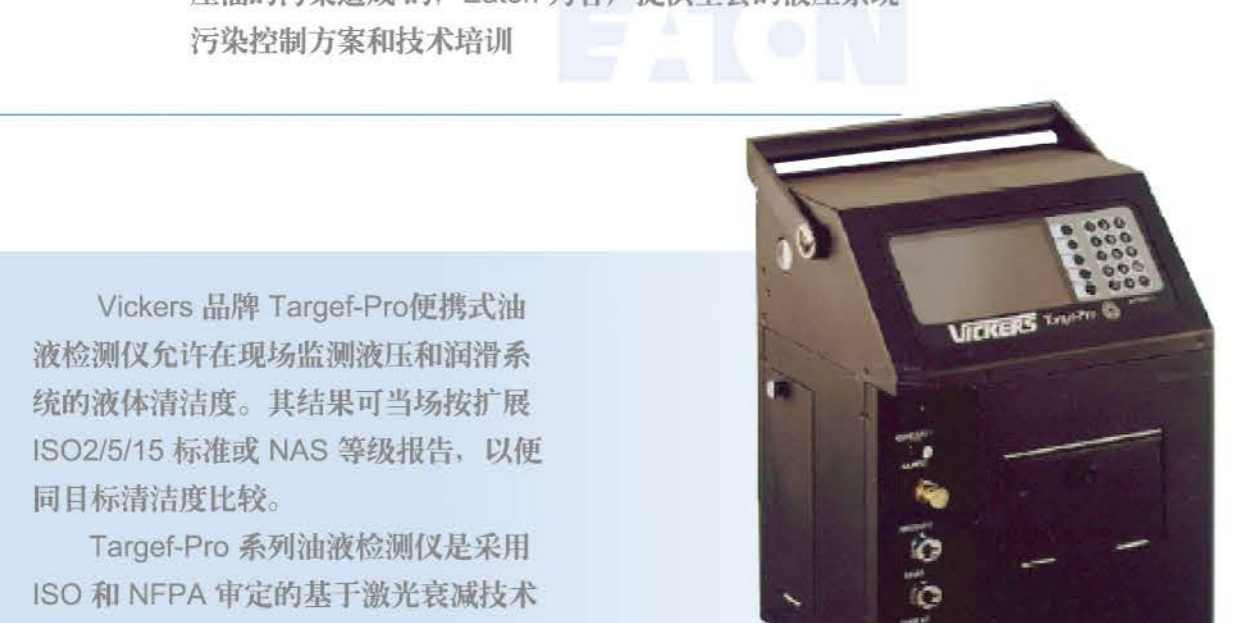 污染控制方案和技术培训
EATON
Vickers 品牌 Targef-Pro便携式油
液检测仪允许在现场监测液压和润滑系
统的液体清洁度。其结果可当场按扩展
ISO2/5/15 标准或 NAS 等级报告，以便
同目标清洁度比较。
Targef-Pro 系列油液检测仪是采用
ISO 和 NFPA 审定的基于激光衰减技术
VICKERS Target-Pro